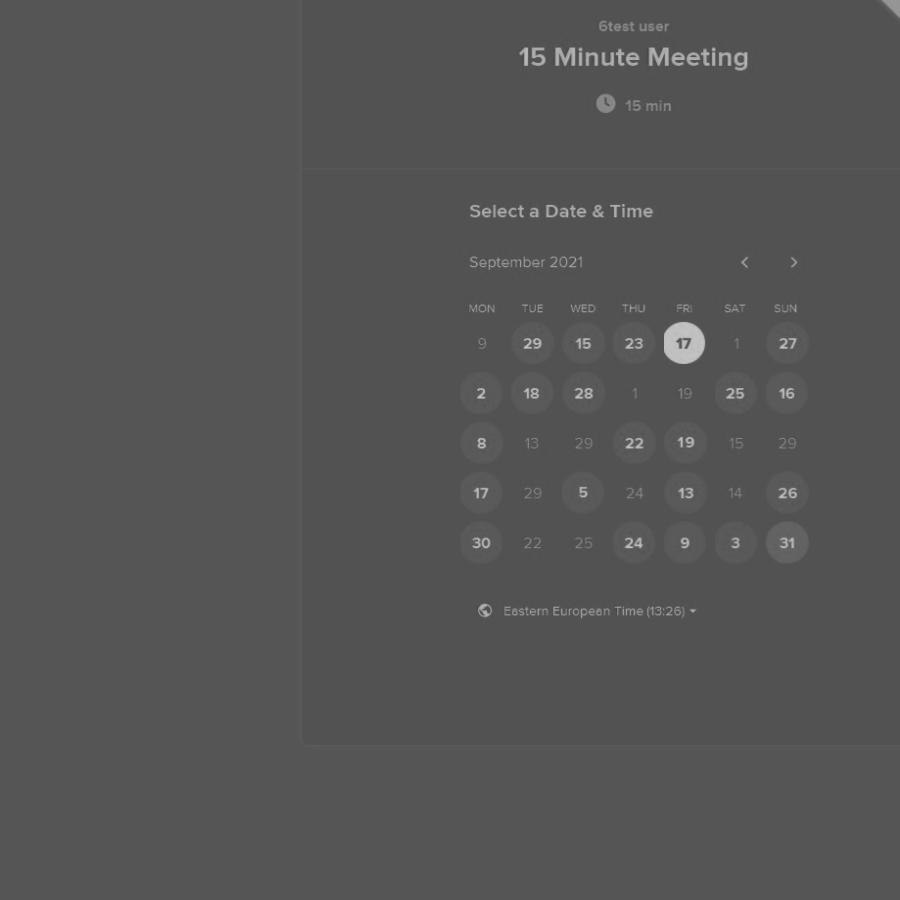 6test user
15 Minute Meeting
15 min
Select a Date & Time
September 2021
MON TUE WED THU FRI SAT SUN
9 29 15 23 17 1 27
2 18 28 1 19 25 16
8 13 29 22 19 15 29
17 29 5 24 13 14 26
30 22 25 24 9 3 31
Eastern European Time (13:26)